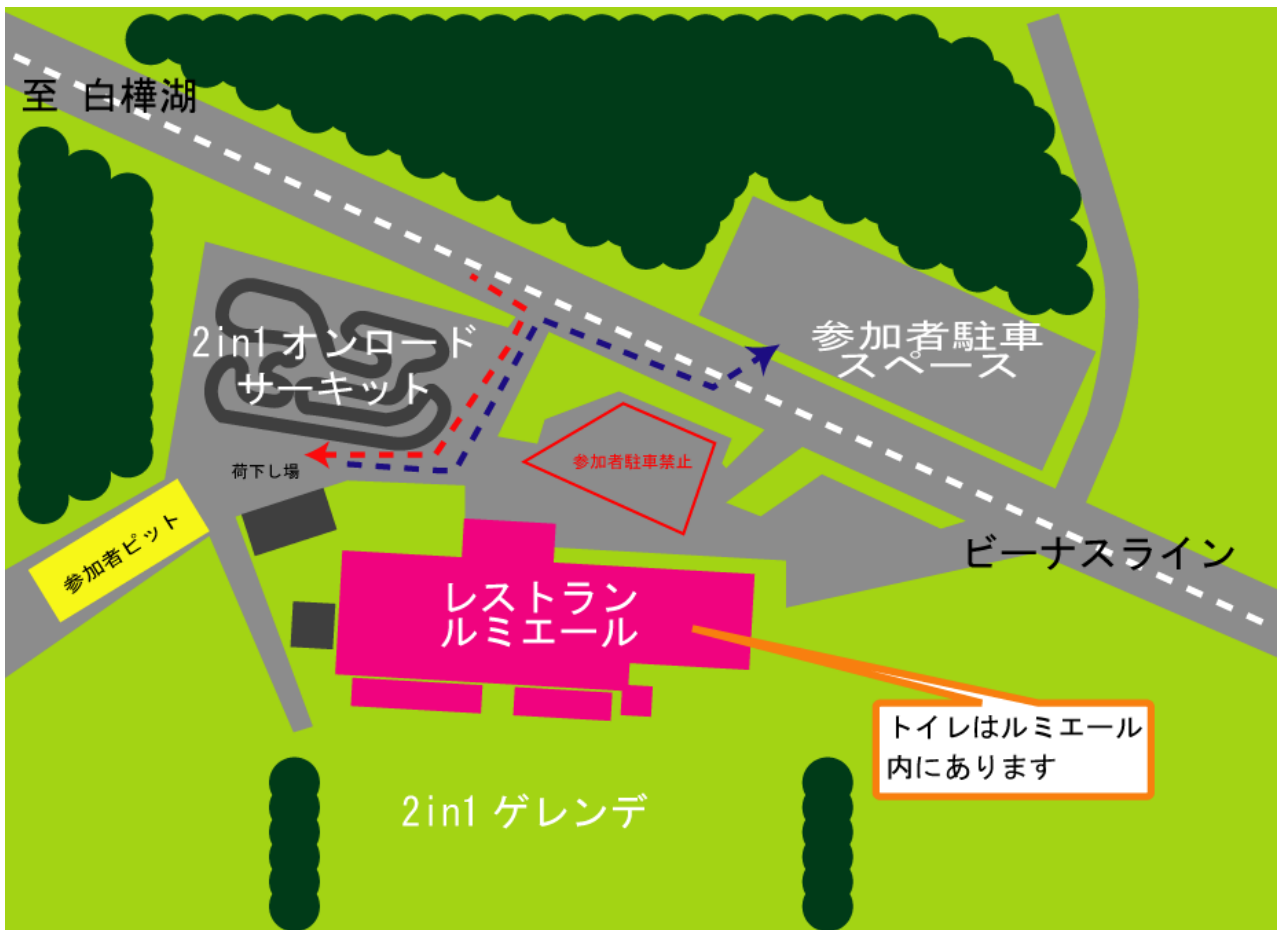 至 白樺湖
2in1 オンロード
サーキット
参加者駐車
スペース
荷下し場
参加者駐車禁止
参加者ピット
ビーナスライン
レストラン
ルミエール
トイレはルミエール
内にあります
2in1 ゲレンデ